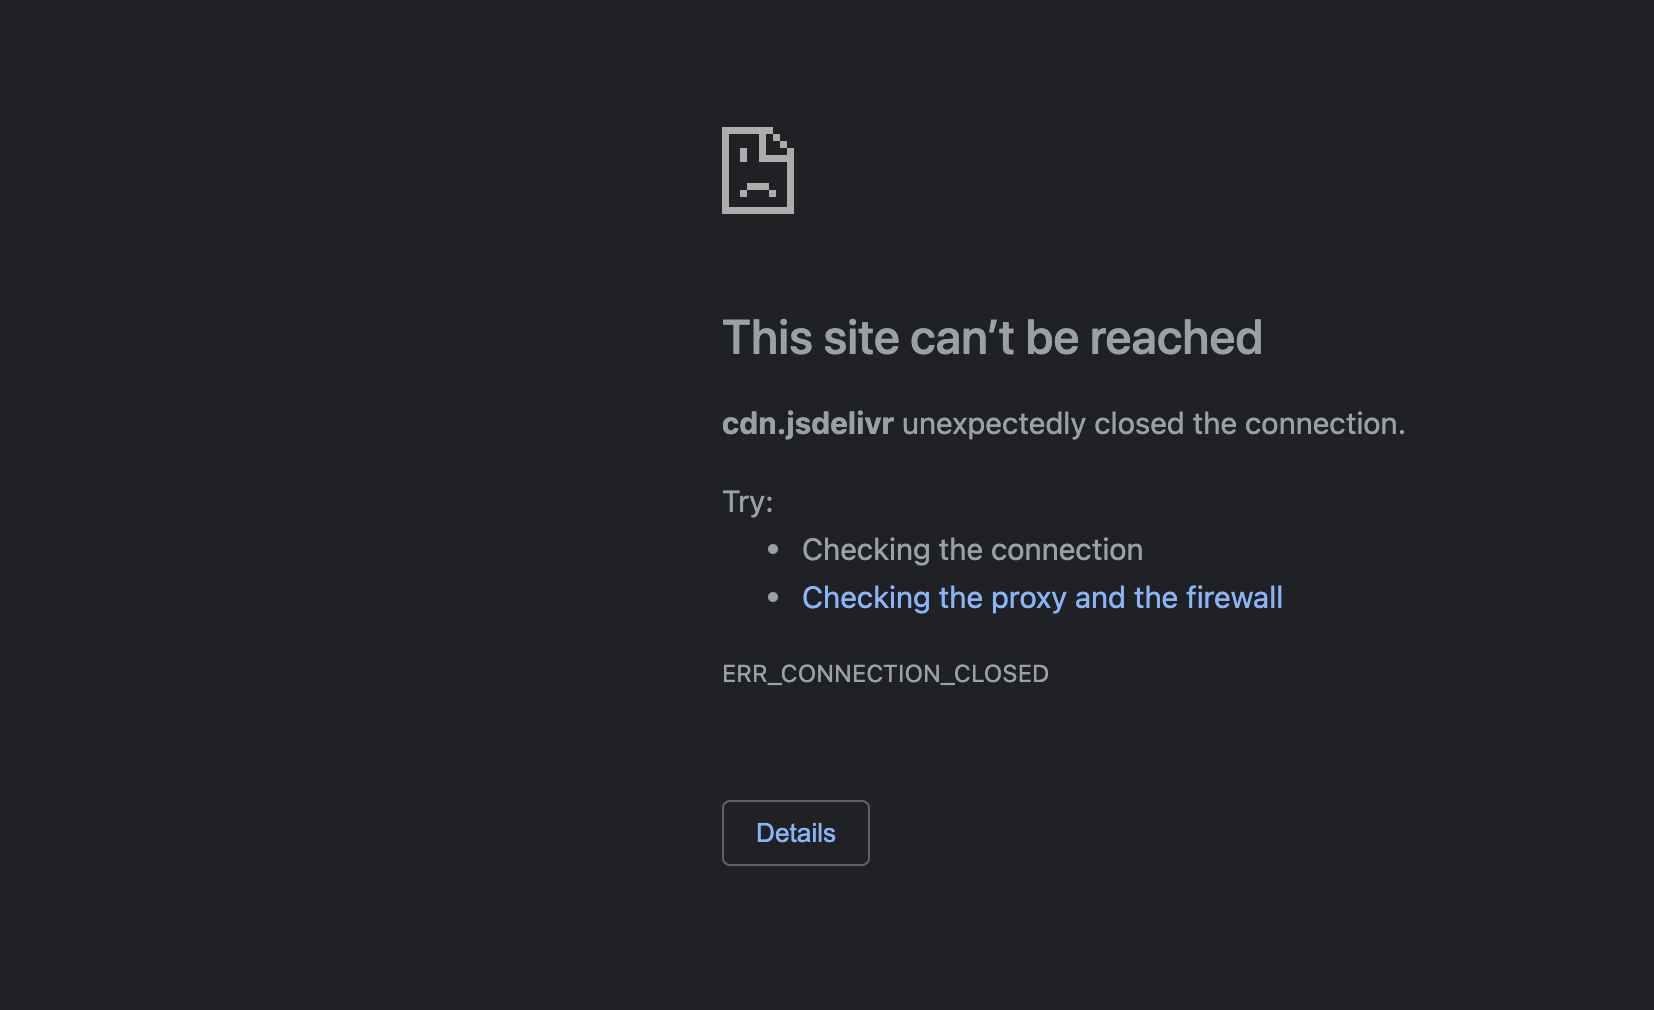 This site can’t be reached
cdn.jsdelivr unexpectedly closed the connection.
Try:
• Checking the connection
• Checking the proxy and the firewall
ERR_CONNECTION_CLOSED
Details